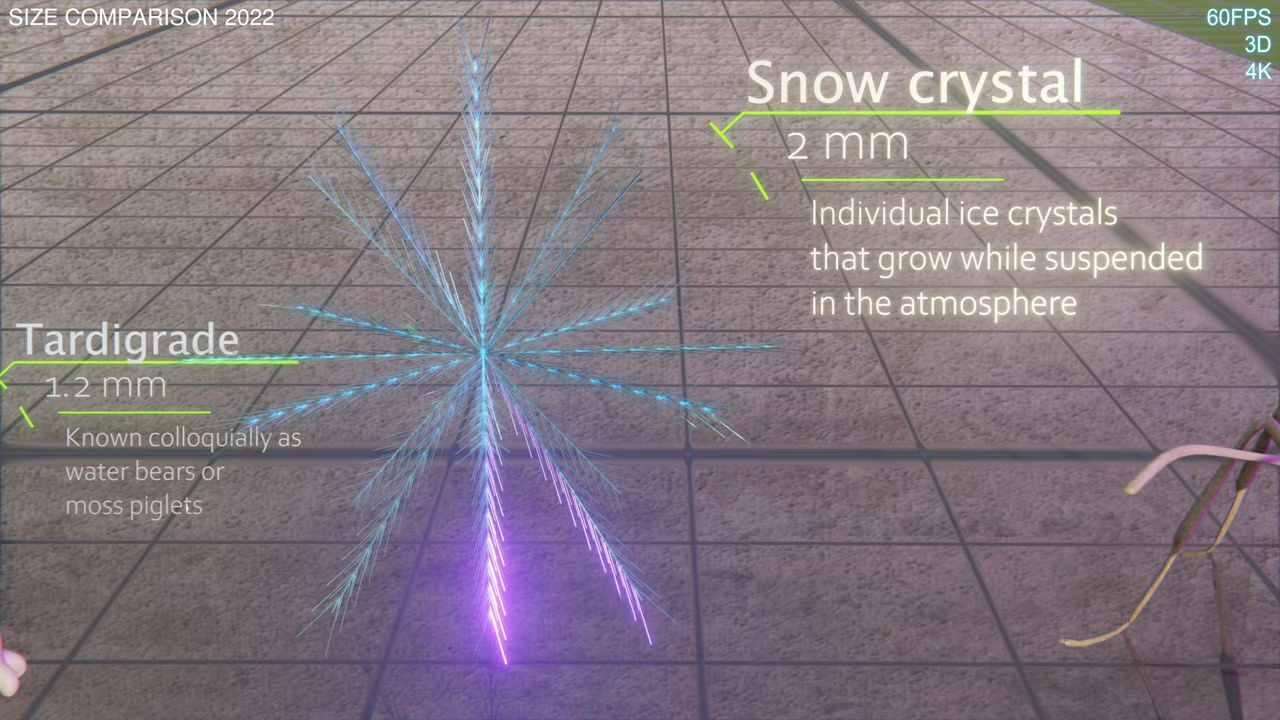 SIZE COMPARISON 2022
60FPS
3D
4K
Snow crystal
2 mm
Individual ice crystals
that grow while suspended
in the atmosphere
Tardigrade
1.2 mm
Known colloquially as
water bears or
moss piglets